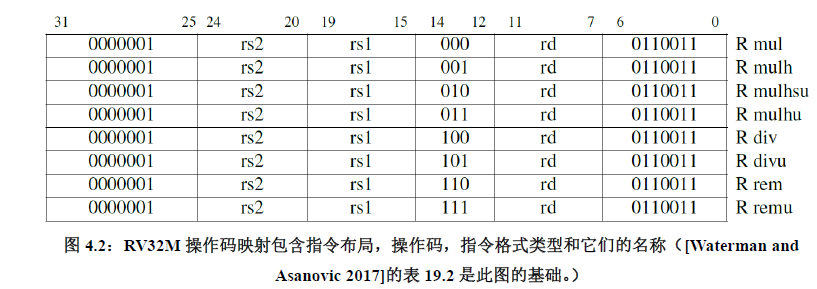 31 25 24 20 19 15 14 12 11 7 6 0
0000001 rs2 rs1 000 rd 0110011 R mul
0000001 rs2 rs1 001 rd 0110011 R mulh
0000001 rs2 rs1 010 rd 0110011 R mulhsu
0000001 rs2 rs1 011 rd 0110011 R mulhu
0000001 rs2 rs1 100 rd 0110011 R div
0000001 rs2 rs1 101 rd 0110011 R divu
0000001 rs2 rs1 110 rd 0110011 R rem
0000001 rs2 rs1 111 rd 0110011 R remu
图 4.2：RV32M 操作码映射包含指令布局，操作码，指令格式类型和它们的名称（[Waterman and
Asanovic 2017]的表 19.2 是此图的基础。）